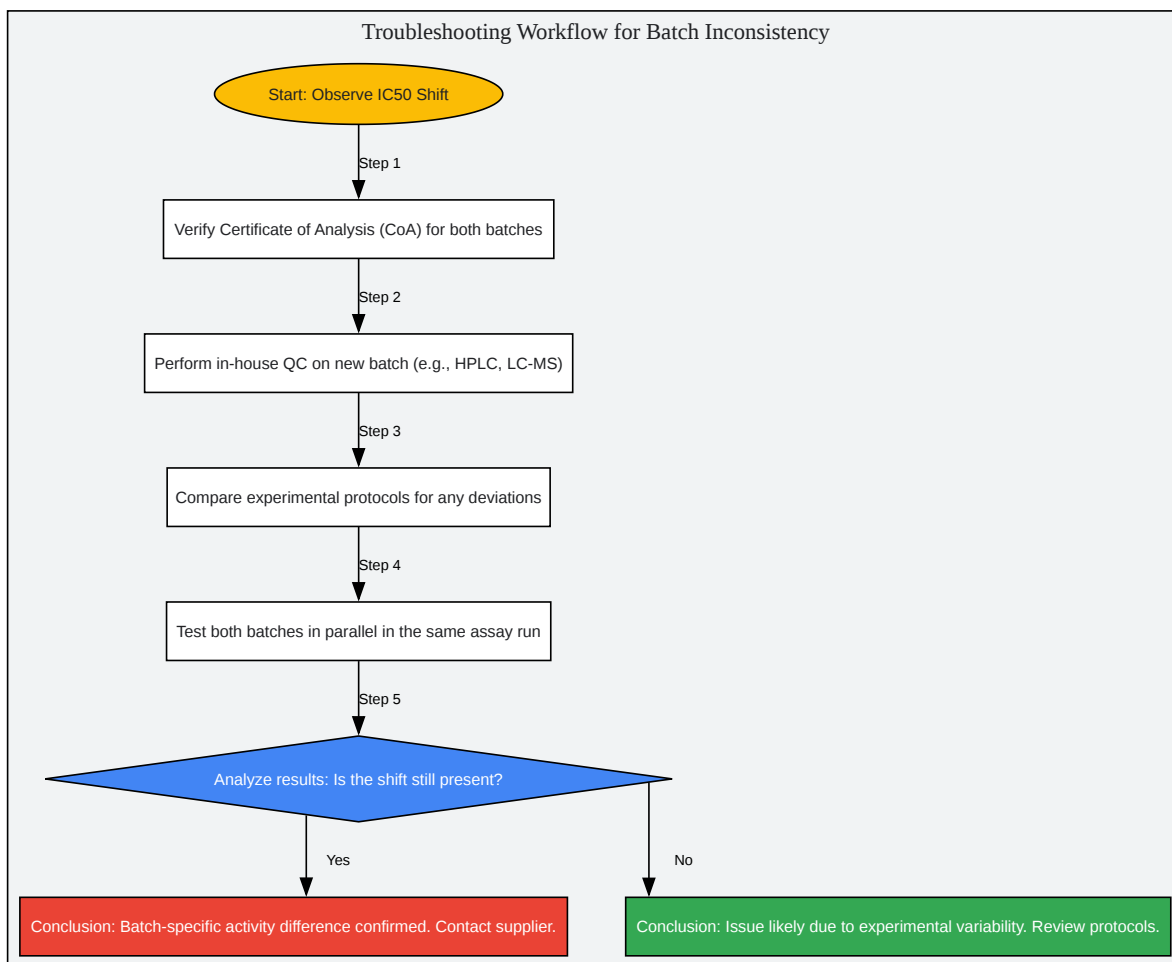 Troubleshooting Workflow for Batch Inconsistency
Start: Observe IC50 Shift
Step 1
Verify Certificate of Analysis (CoA) for both batches
Step 2
Perform in-house QC on new batch (e.g., HPLC, LC-MS)
Step 3
Compare experimental protocols for any deviations
Step 4
Test both batches in parallel in the same assay run
Step 5
Analyze results: Is the shift still present?
Yes
No
Conclusion: Batch-specific activity difference confirmed. Contact supplier.
Conclusion: Issue likely due to experimental variability. Review protocols.